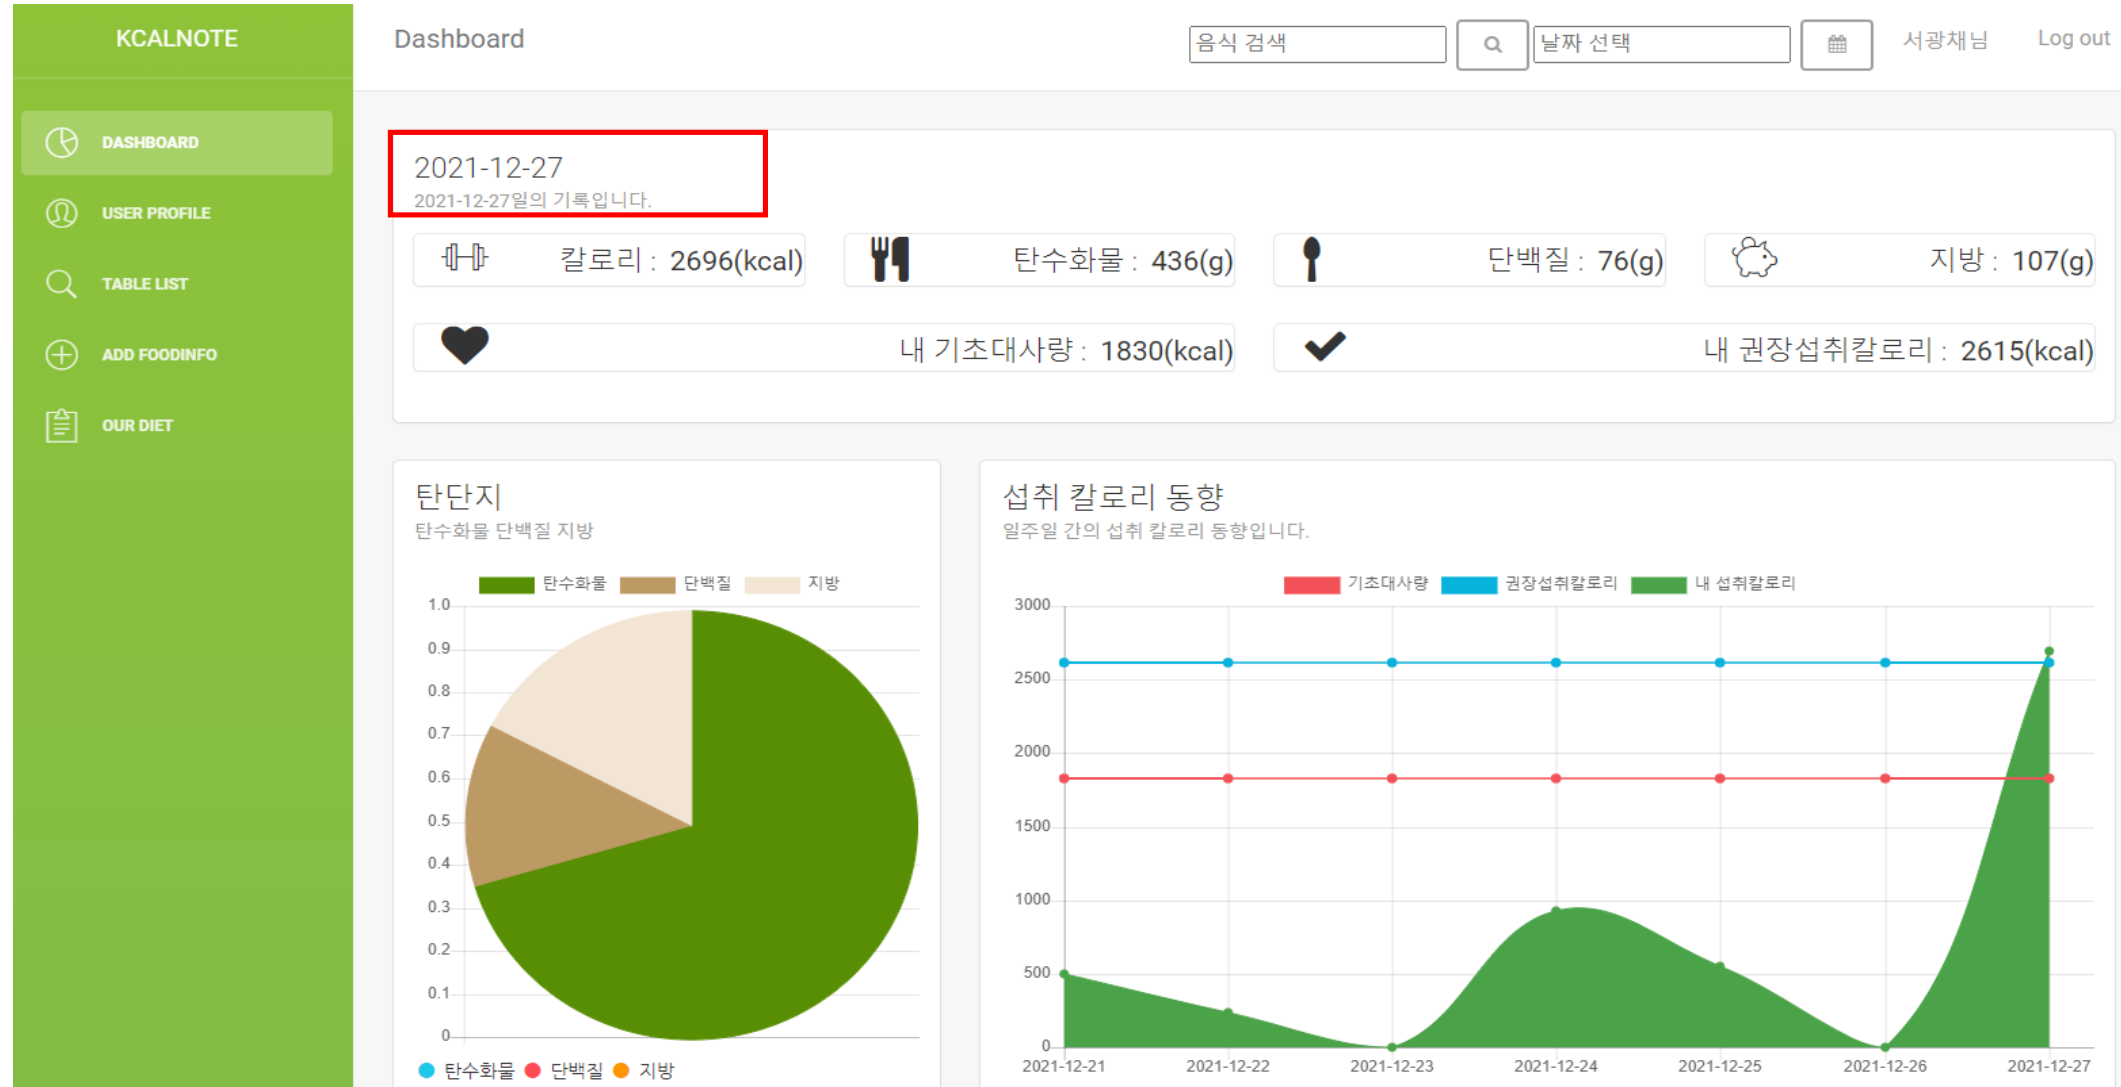 KCALNOTE
Dashboard
음식 검색
날짜 선택
서광채님
Log out
DASHBOARD
USER PROFILE
TABLE LIST
ADD FOODINFO
OUR DIET
2021-12-27
2021-12-27일의 기록입니다.
칼로리 : 2696(kcal)
탄수화물 : 436(g)
단백질 : 76(g)
지방 : 107(g)
내 기초대사량 : 1830(kcal)
내 권장섭취칼로리 : 2615(kcal)
탄단지
탄수화물 단백질 지방
탄수화물 단백질 지방
1.0
0.9
0.8
0.7
0.6
0.5
0.4
0.3
0.2
0.1
0
탄수화물 단백질 지방
섭취 칼로리 동향
일주일 간의 섭취 칼로리 동향입니다.
기초대사량 권장섭취칼로리 내 섭취칼로리
3000
2500
2000
1500
1000
500
0
2021-12-21 2021-12-22 2021-12-23 2021-12-24 2021-12-25 2021-12-26 2021-12-27